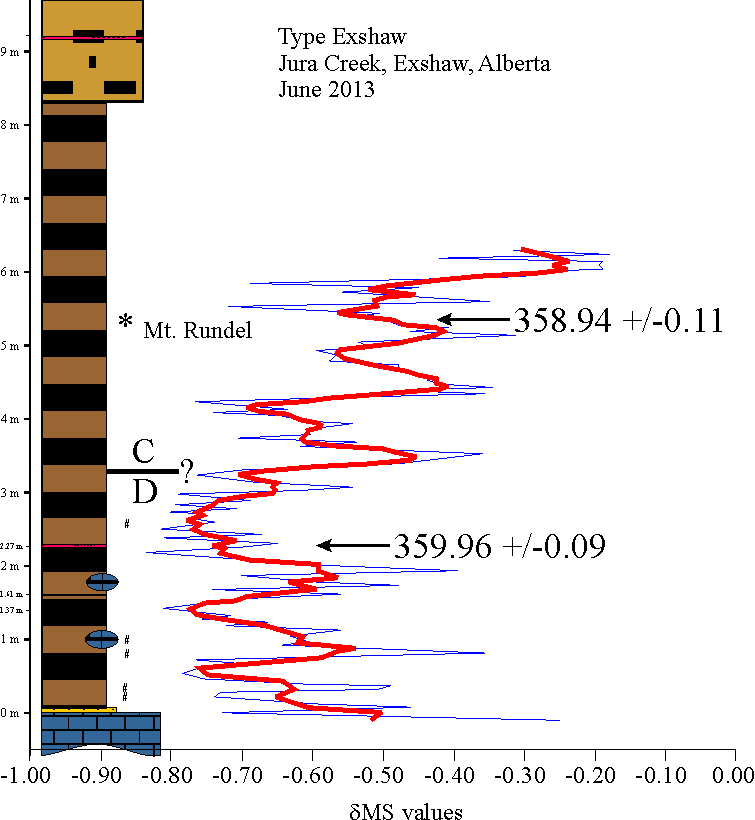 Type Exshaw
Jura Creek, Exshaw, Alberta
June 2013
9 m
8 m
7 m
6 m
* Mt. Rundel
358.94 +/-0.11
5 m
4 m
C
?
D
3 m
#
2.27 m
359.96 +/-0.09
2 m
1.61 m
1.37 m
1 m
#
#
#
#
0 m
-1.00 -0.90 -0.80 -0.70 -0.60 -0.50 -0.40 -0.30 -0.20 -0.10 0.00
δMS values